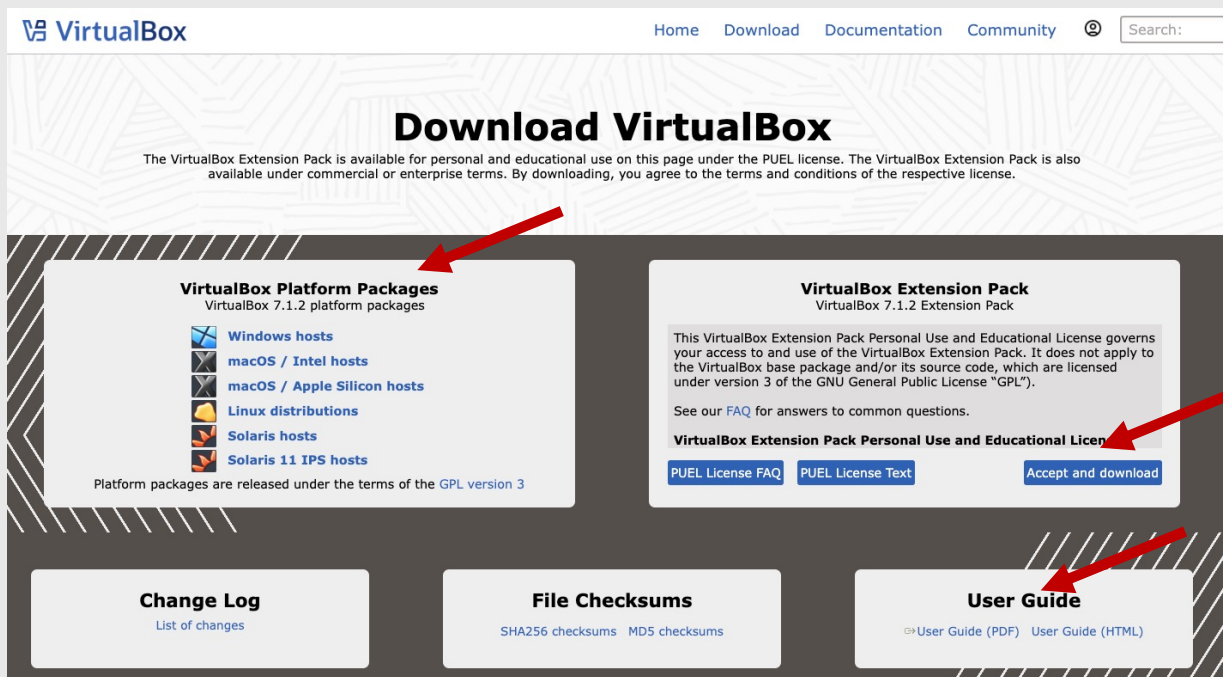 VirtualBox
Home Download Documentation Community Search:
Download VirtualBox
The VirtualBox Extension Pack is available for personal and educational use on this page under the PUEL license. The VirtualBox Extension Pack is also
available under commercial or enterprise terms. By downloading, you agree to the terms and conditions of the respective license.
VirtualBox Platform Packages
VirtualBox 7.1.2 platform packages
Windows hosts
macOS / Intel hosts
macOS / Apple Silicon hosts
Linux distributions
Solaris hosts
Solaris 11 IPS hosts
Platform packages are released under the terms of the GPL version 3
VirtualBox Extension Pack
VirtualBox 7.1.2 Extension Pack
This VirtualBox Extension Pack Personal Use and Educational License governs
your access to and use of the VirtualBox Extension Pack. It does not apply to
the VirtualBox base package and/or its source code, which are licensed
under version 3 of the GNU General Public License “GPL”).
See our FAQ for answers to common questions.
VirtualBox Extension Pack Personal Use and Educational
PUEL License FAQ PUEL License Text Accept and download
Change Log
List of changes
File Checksums
SHA256 checksums MD5 checksums
User Guide
User Guide (PDF) User Guide (HTML)